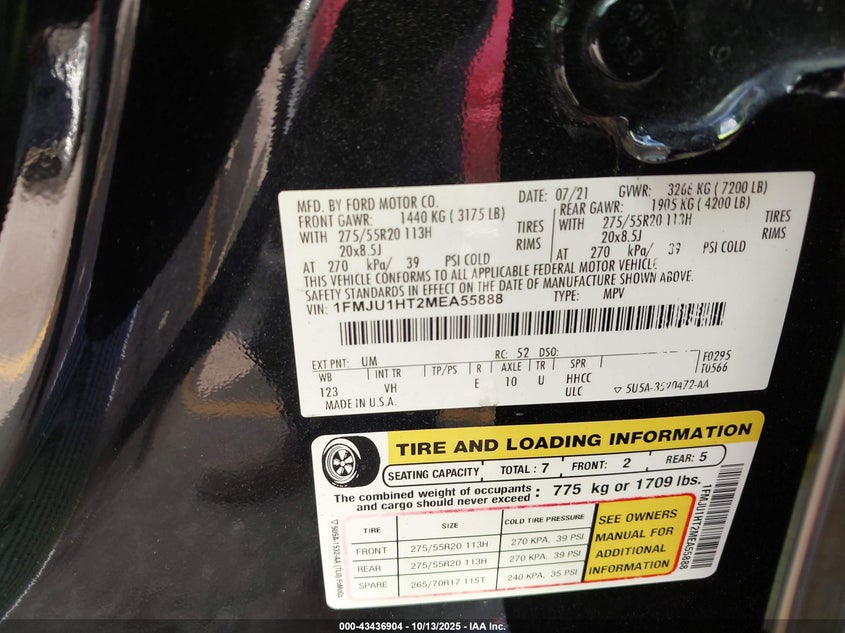 MFD. BY FORD MOTOR CO.
DATE: 07/21 GVWR: 3266 KG ( 7200 LB)
FRONT GAWR: 1440 KG ( 3175 LB)
REAR GAWR: 1905 KG ( 4200 LB)
WITH 275/55R20 113H TIRES
WITH 275/55R20 113H TIRES
20x8.5J RIMS
20x8.5J RIMS
AT 270 kPa/ 39 PSI COLD
AT 270 kPa/ 39 PSI COLD
THIS VEHICLE CONFORMS TO ALL APPLICABLE FEDERAL MOTOR VEHICLE
SAFETY STANDARDS IN EFFECT ON THE DATE OF MANUFACTURE SHOWN ABOVE.
VIN: 1FMJU1HT2MEA55888 TYPE: MPV
EXT PNT: UM RC: 52 DSO: F0295
WB INT TR TP/PS R AXLE TR SPR T0566
123 VH E 10 U HHCC
MADE IN U.S.A. ULC
TIRE AND LOADING INFORMATION
SEATING CAPACITY TOTAL : 7 FRONT: 2 REAR: 5
The combined weight of occupants : 775 kg or 1709 lbs.
and cargo should never exceed
TIRE SIZE COLD TIRE PRESSURE
FRONT 275/55R20 113H 270 KPA, 39 PSI
REAR 275/55R20 113H 270 KPA, 39 PSI
SPARE 265/70R17 115T 240 KPA, 35 PSI
SEE OWNERS
MANUAL FOR
ADDITIONAL
INFORMATION
1FMJU1HT2MEA55888
000-43436904 - 10/13/2025 - IAA Inc.